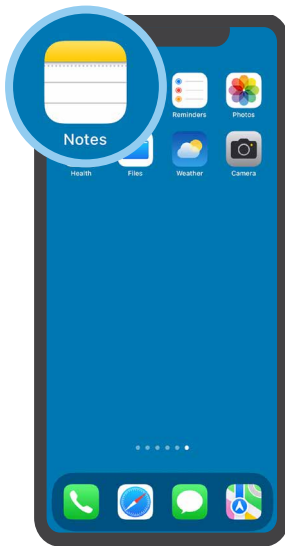 Notes
Reminders
Photos
Health
Files
Weather
Camera